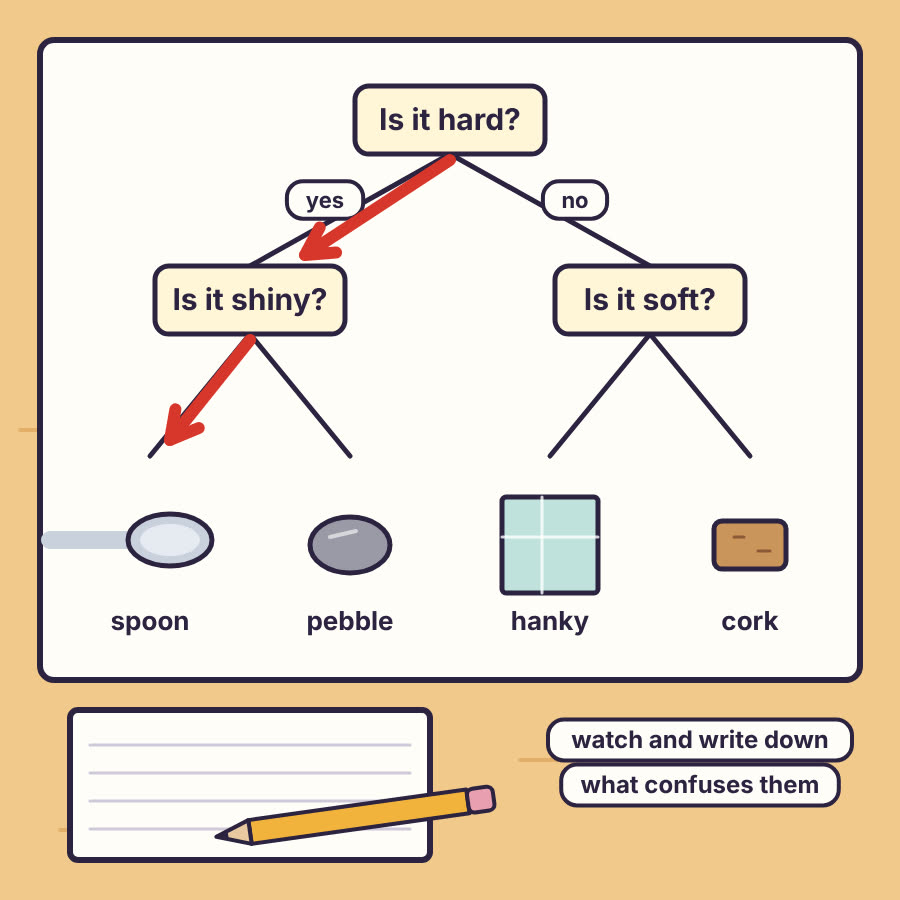 Is it hard?
yes
no
Is it shiny?
Is it soft?
spoon
pebble
hanky
cork
watch and write down
what confuses them